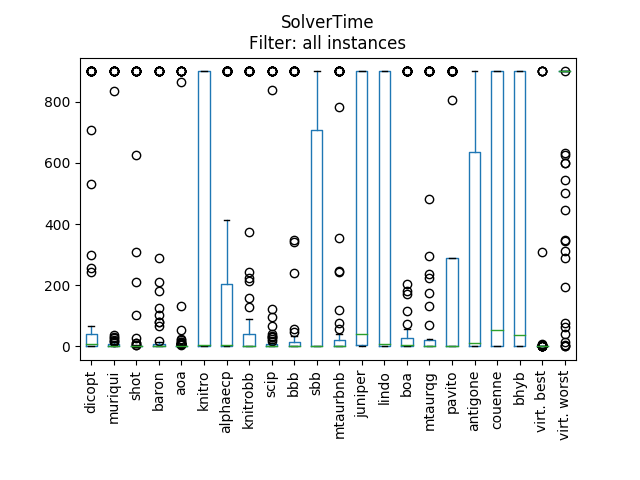 SolverTime
Filter: all instances
800
600
400
200
0
dicopt
muriqui
shot
baron
aoa
knitro
alphaecp
knitrobb
scip
bbb
sbb
mtaurbnb
juniper
lindo
boa
mtaurqg
pavito
antigone
couenne
bhyb
virt. best
virt. worst